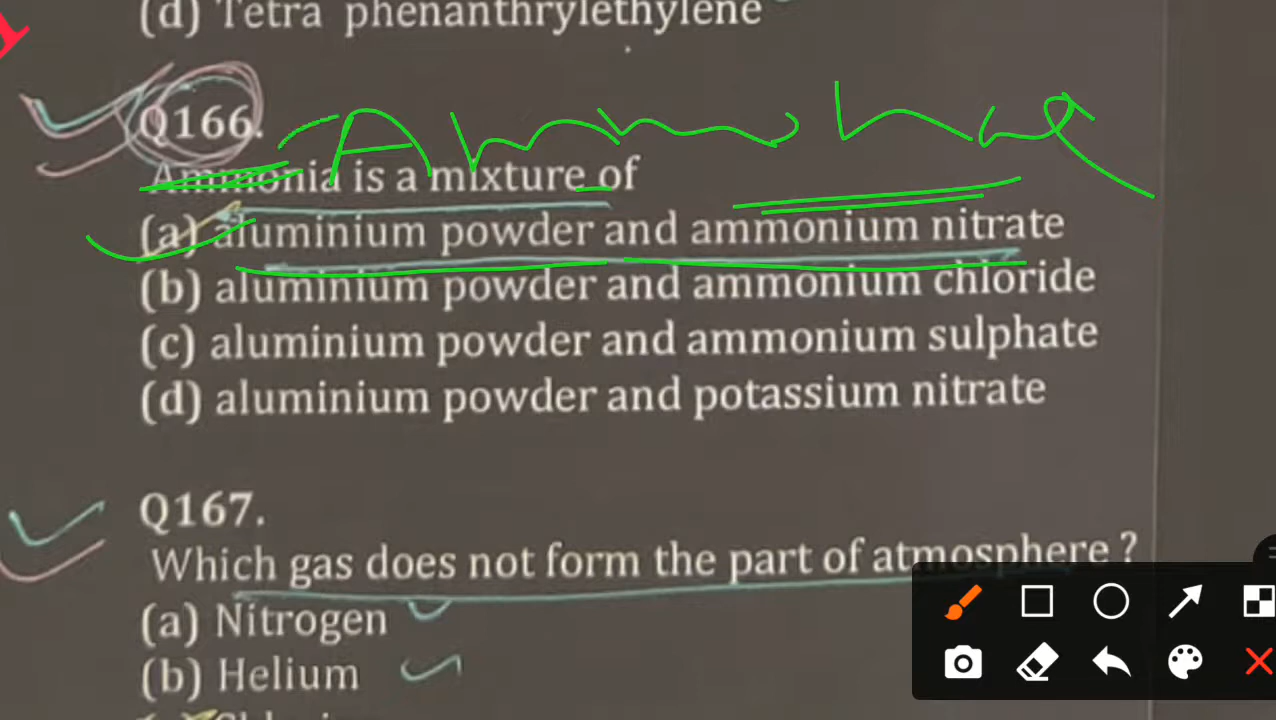 (d) Tetra phenanthrylethylene
Q166.
Ammonia is a mixture of
(a) aluminium powder and ammonium nitrate
(b) aluminium powder and ammonium chloride
(c) aluminium powder and ammonium sulphate
(d) aluminium powder and potassium nitrate
Q167.
Which gas does not form the part of atmosphere ?
(a) Nitrogen
(b) Helium